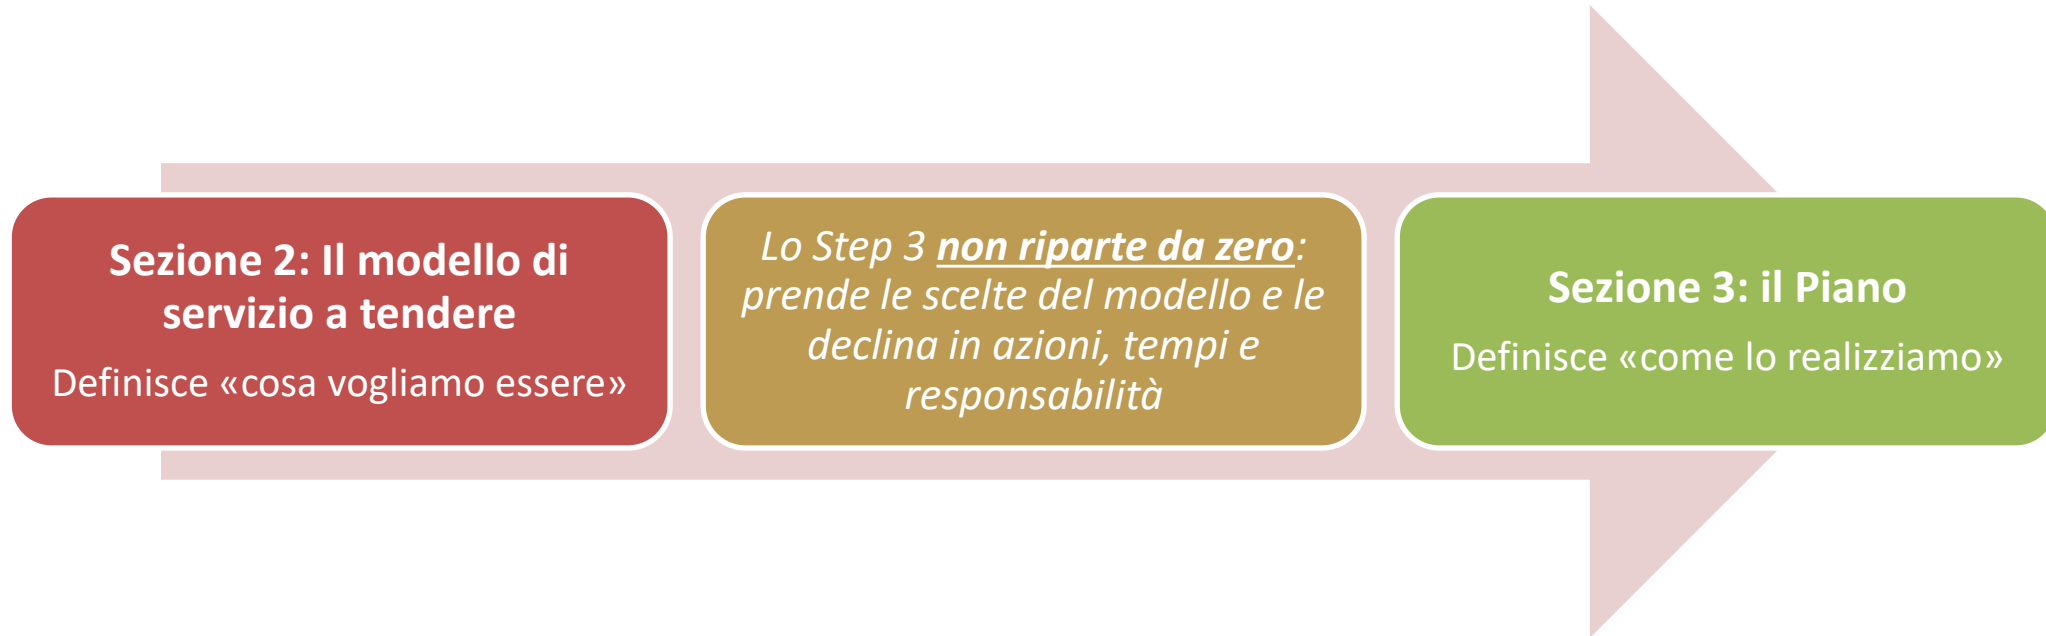 Sezione 2: Il modello di
servizio a tendere
Definisce «cosa vogliamo essere»
Lo Step 3 non riparte da zero:
prende le scelte del modello e le
declina in azioni, tempi e
responsabilità
Sezione 3: il Piano
Definisce «come lo realizziamo»